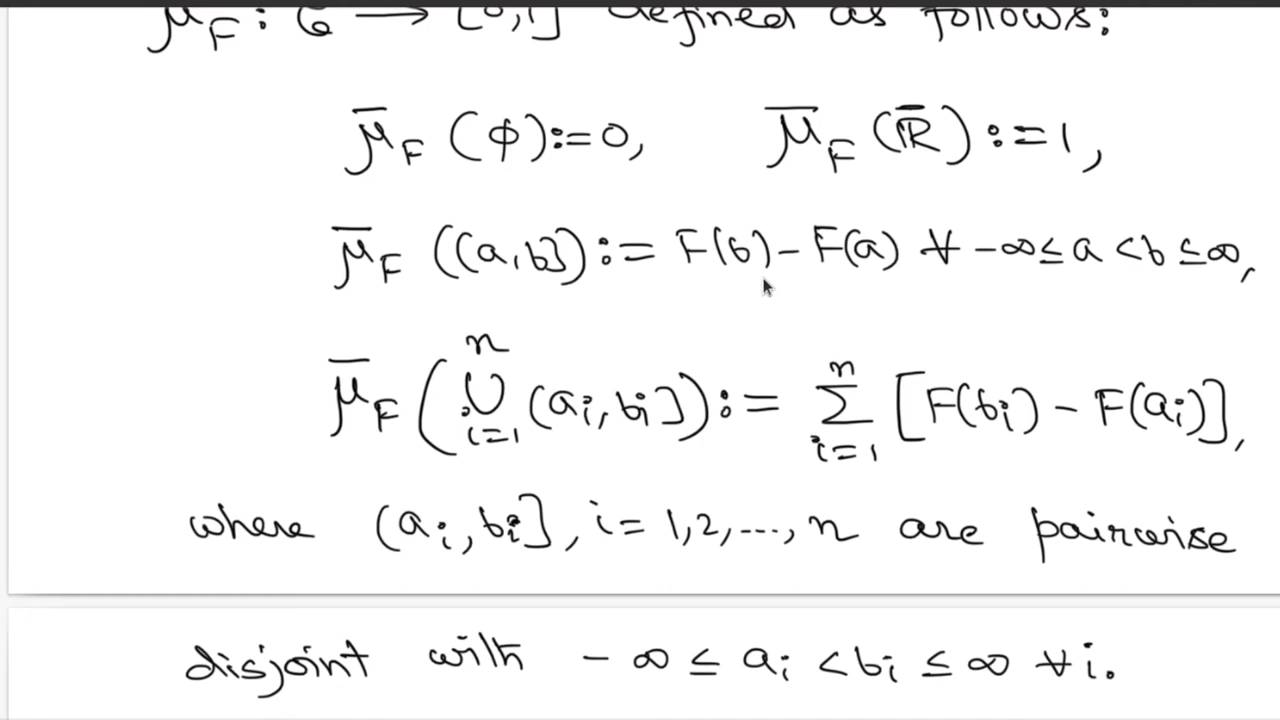 μ_F : G → [0,1] defined as follows:
μ̄_F (ϕ) := 0, μ̄_F (ℝ̄) := 1,
μ̄_F ((a, b]) := F(b) - F(a) ∀ -∞ ≤ a < b ≤ ∞,
μ̄_F (⋃_{i=1}^{n} (a_i, b_i]) := ∑_{i=1}^{n} [F(b_i) - F(a_i)],
where (a_i, b_i], i = 1, 2, ..., n are pairwise
disjoint with -∞ ≤ a_i < b_i ≤ ∞ ∀ i.